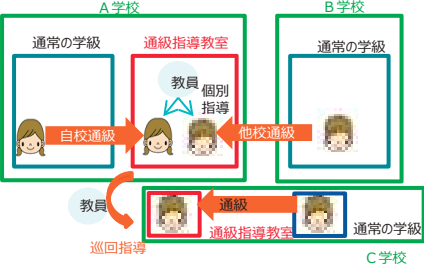 A学校
B学校
通常の学級
通級指導教室
通常の学級
教員
個別
指導
自校通級
他校通級
教員
通級
巡回指導
通級指導教室
通常の学級
C学校